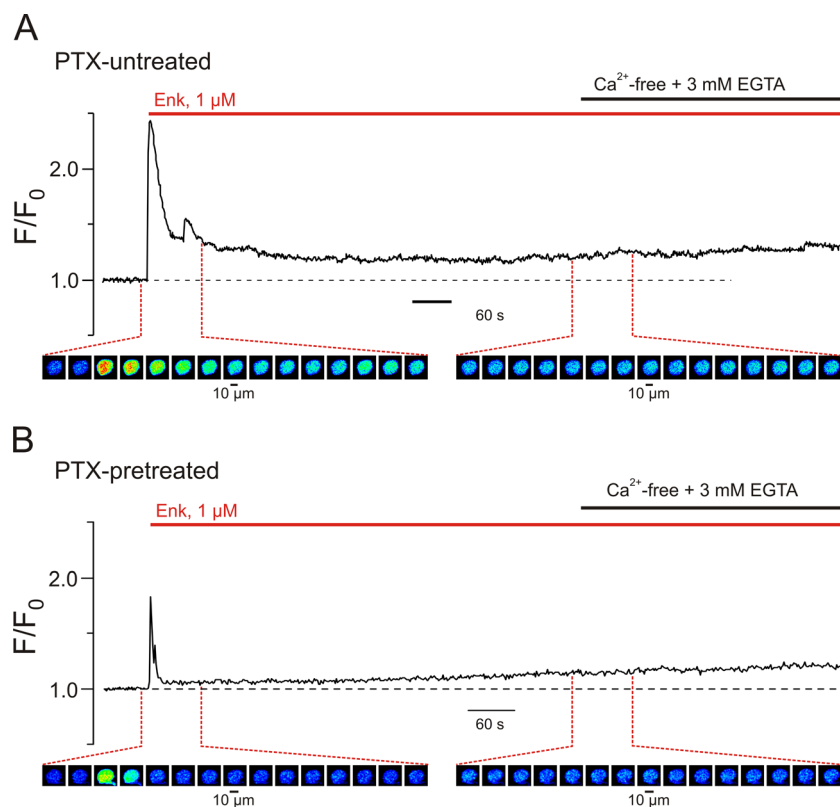 A
PTX-untreated
Ca²⁺-free + 3 mM EGTA
Enk, 1 µM
2.0
F/F₀
1.0
60 s
10 µm
10 µm
B
PTX-pretreated
Ca²⁺-free + 3 mM EGTA
Enk, 1 µM
2.0
F/F₀
1.0
60 s
10 µm
10 µm